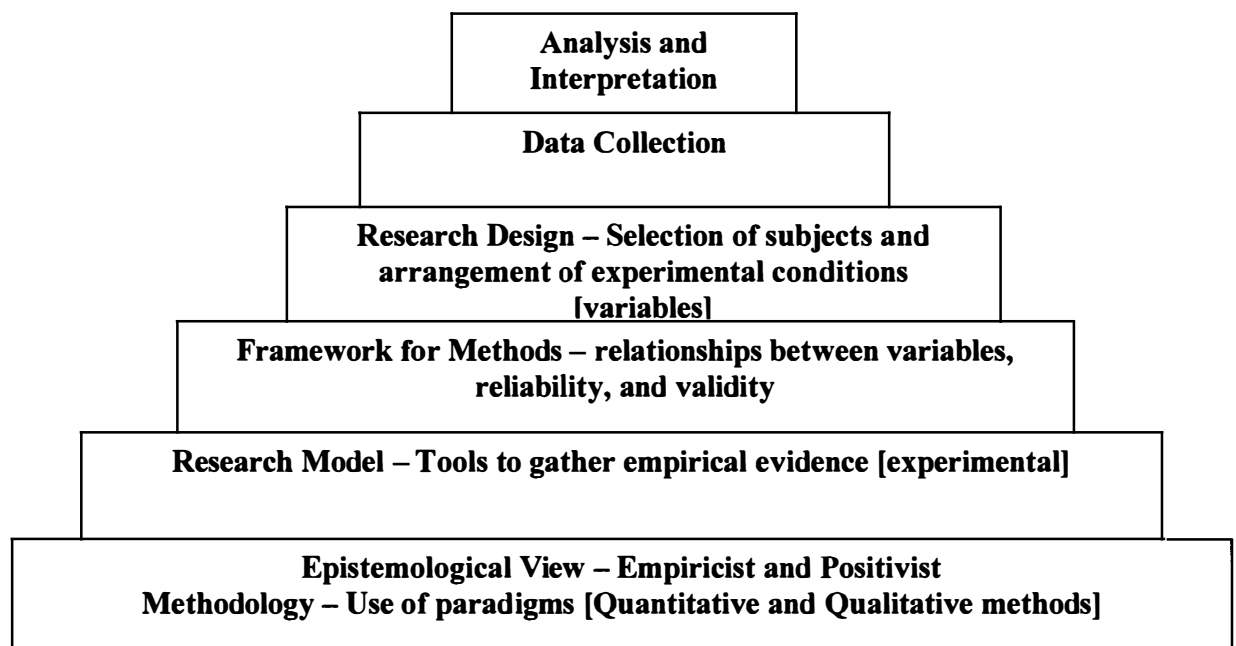 Analysis and
Interpretation
Data Collection
Research Design – Selection of subjects and
arrangement of experimental conditions
[variables]
Framework for Methods – relationships between variables,
reliability, and validity
Research Model – Tools to gather empirical evidence [experimental]
Epistemological View – Empiricist and Positivist
Methodology – Use of paradigms [Quantitative and Qualitative methods]